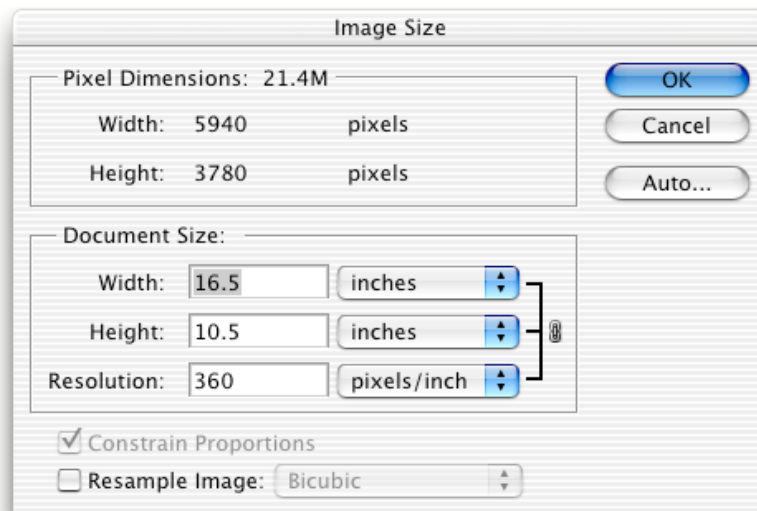 Image Size
Pixel Dimensions: 21.4M
OK
Width: 5940 pixels
Cancel
Height: 3780 pixels
Auto...
Document Size:
Width: 16.5 inches
Height: 10.5 inches
Resolution: 360 pixels/inch
Constrain Proportions
Resample Image: Bicubic